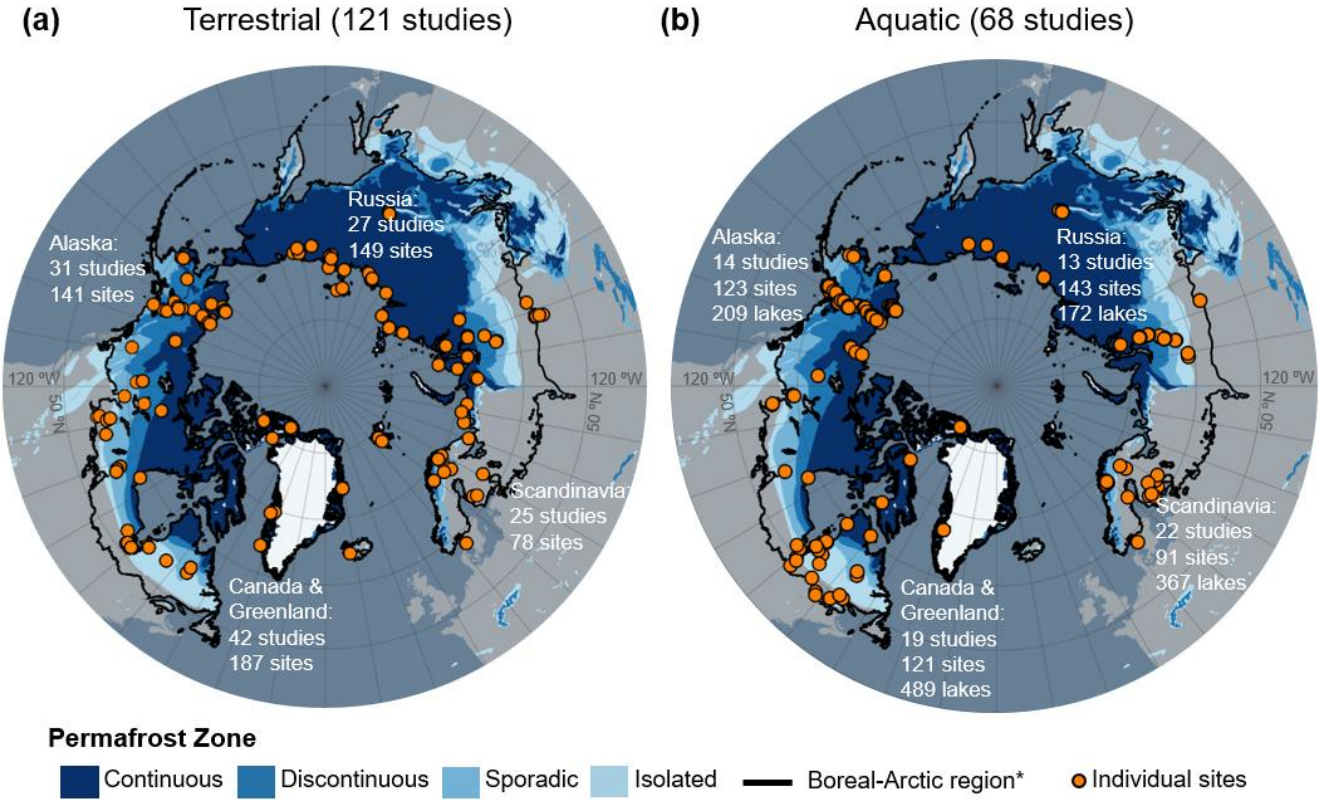 (a) Terrestrial (121 studies)
(b) Aquatic (68 studies)
Russia:
27 studies
149 sites
Alaska:
31 studies
141 sites
120 ºW
50 ºN
50 ºN
Scandinavia:
25 studies
78 sites
Canada &
Greenland:
42 studies
187 sites
Alaska:
14 studies
123 sites
209 lakes
Russia:
13 studies
143 sites
172 lakes
120 ºW
120 ºW
50 ºN
50 ºN
Scandinavia:
22 studies
91 sites
367 lakes
Canada &
Greenland:
19 studies
121 sites
489 lakes
Permafrost Zone
Continuous Discontinuous Sporadic Isolated Boreal-Arctic region* Individual sites